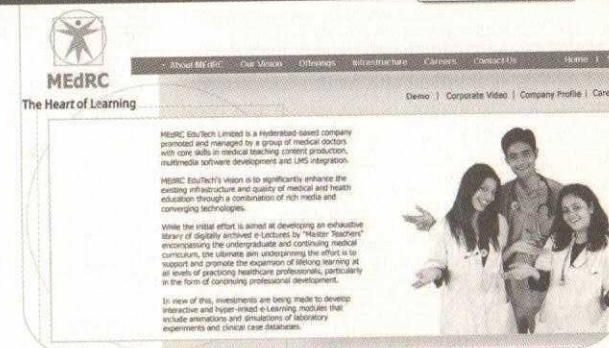 • About MEdRC Our Vision Offerings Infrastructure Careers Contact Us Home |
MEdRC
The Heart of Learning
Demo | Corporate Video | Company Profile | Care
MEdRC EduTech Limited is a Hyderabad-based company
promoted and managed by a group of medical doctors
with core skills in medical teaching content production,
multimedia software development and LMS integration.
MEdRC EduTech's vision is to significantly enhance the
existing infrastructure and quality of medical and health
education through a combination of rich media and
converging technologies.
While the initial effort is aimed at developing an exhaustive
library of digitally archived e-Lectures by "Master Teachers"
encompassing the undergraduate and continuing medical
curriculum, the ultimate aim underpinning the effort is to
support and promote the expansion of lifelong learning at
all levels of practicing healthcare professionals, particularly
in the form of continuing professional development.
In view of this, investments are being made to develop
interactive and hyper-linked e-Learning modules that
include animations and simulations of laboratory
experiments and clinical case databases.